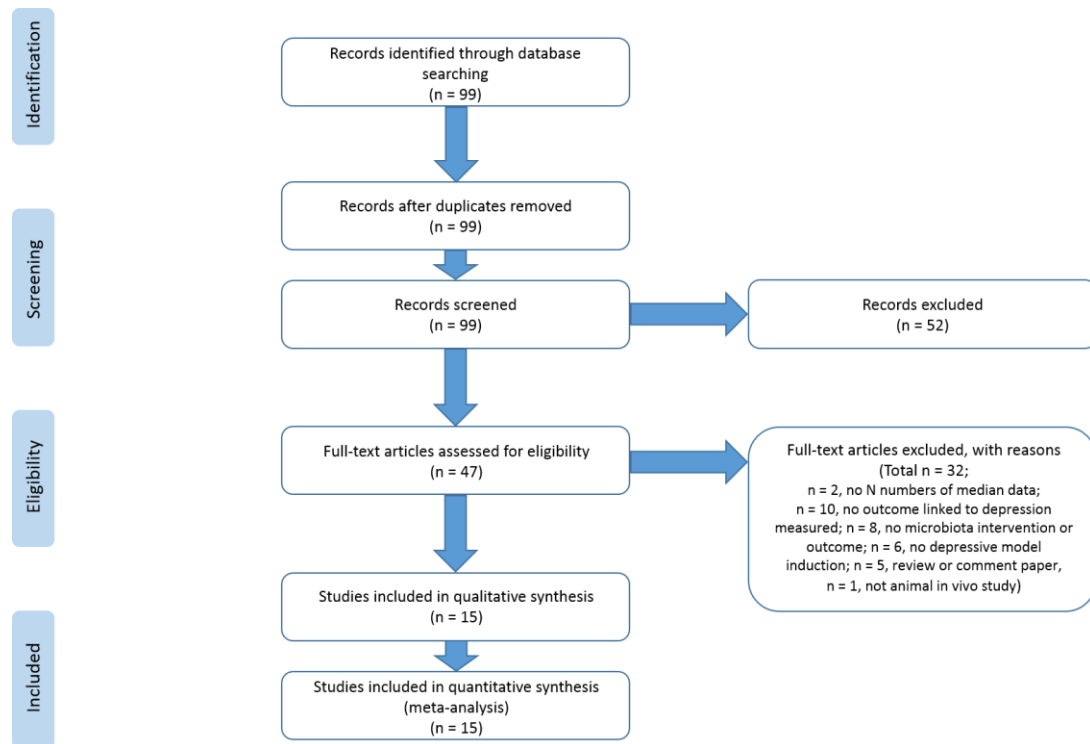 Identification
Records identified through database
searching
(n = 99)
Records after duplicates removed
(n = 99)
Screening
Records screened
(n = 99)
Records excluded
(n = 52)
Eligibility
Full-text articles assessed for eligibility
(n = 47)
Full-text articles excluded, with reasons
(Total n = 32;
n = 2, no N numbers of median data;
n = 10, no outcome linked to depression
measured; n = 8, no microbiota intervention or
outcome; n = 6, no depressive model
induction; n = 5, review or comment paper,
n = 1, not animal in vivo study)
Studies included in qualitative synthesis
(n = 15)
Included
Studies included in quantitative synthesis
(meta-analysis)
(n = 15)